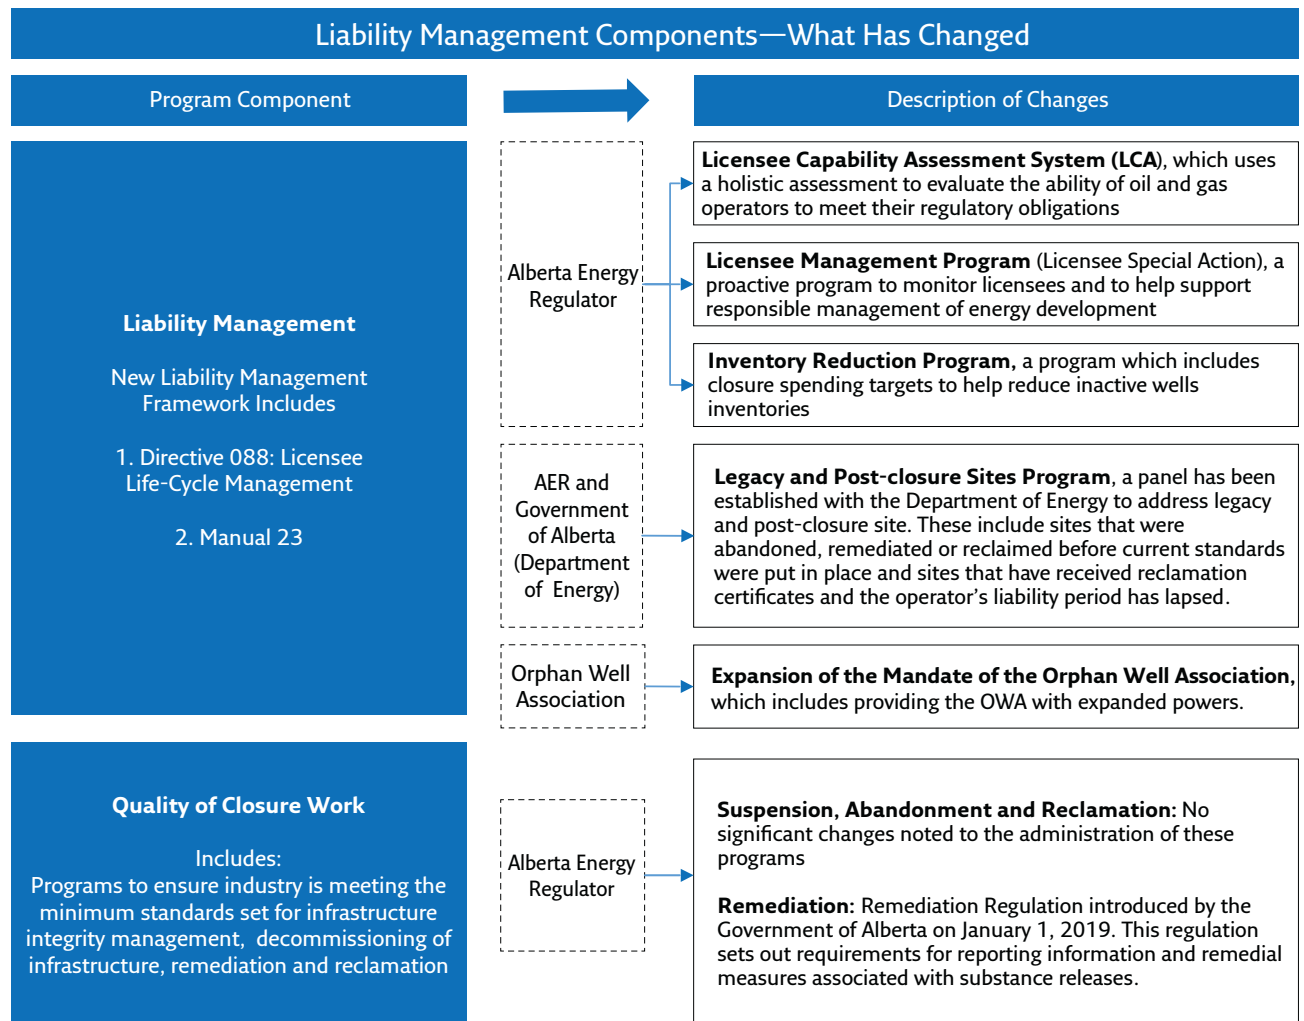 Liability Management Components—What Has Changed
Program Component
Description of Changes
Liability Management
New Liability Management
Framework Includes
1. Directive 088: Licensee
Life-Cycle Management
2. Manual 23
Alberta Energy
Regulator
Licensee Capability Assessment System (LCA), which uses
a holistic assessment to evaluate the ability of oil and gas
operators to meet their regulatory obligations
Licensee Management Program (Licensee Special Action), a
proactive program to monitor licensees and to help support
responsible management of energy development
Inventory Reduction Program, a program which includes
closure spending targets to help reduce inactive wells
inventories
AER and
Government
of Alberta
(Department
of Energy)
Legacy and Post-closure Sites Program, a panel has been
established with the Department of Energy to address legacy
and post-closure site. These include sites that were
abandoned, remediated or reclaimed before current standards
were put in place and sites that have received reclamation
certificates and the operator's liability period has lapsed.
Orphan Well
Association
Expansion of the Mandate of the Orphan Well Association,
which includes providing the OWA with expanded powers.
Quality of Closure Work
Includes:
Programs to ensure industry is meeting the
minimum standards set for infrastructure
integrity management, decommissioning of
infrastructure, remediation and reclamation
Alberta Energy
Regulator
Suspension, Abandonment and Reclamation: No
significant changes noted to the administration of these
programs
Remediation: Remediation Regulation introduced by the
Government of Alberta on January 1, 2019. This regulation
sets out requirements for reporting information and remedial
measures associated with substance releases.